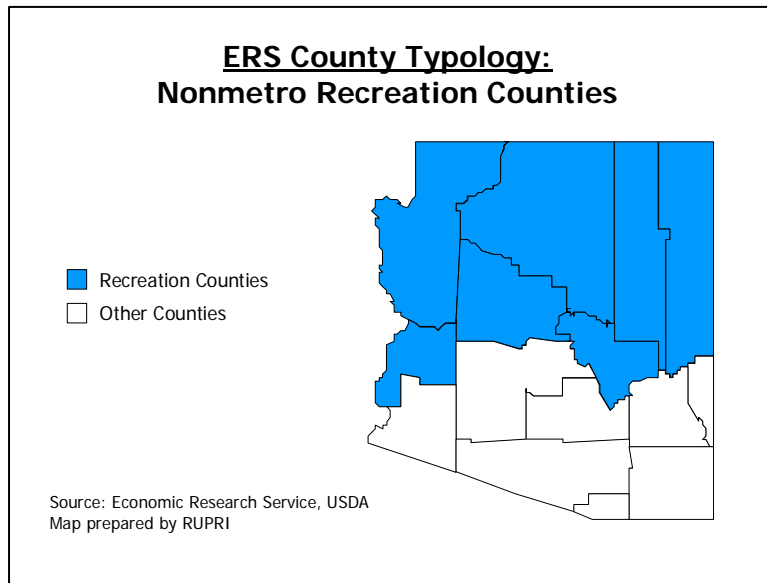 ERS County Typology:
Nonmetro Recreation Counties
Recreation Counties
Other Counties
Source: Economic Research Service, USDA
Map prepared by RUPRI